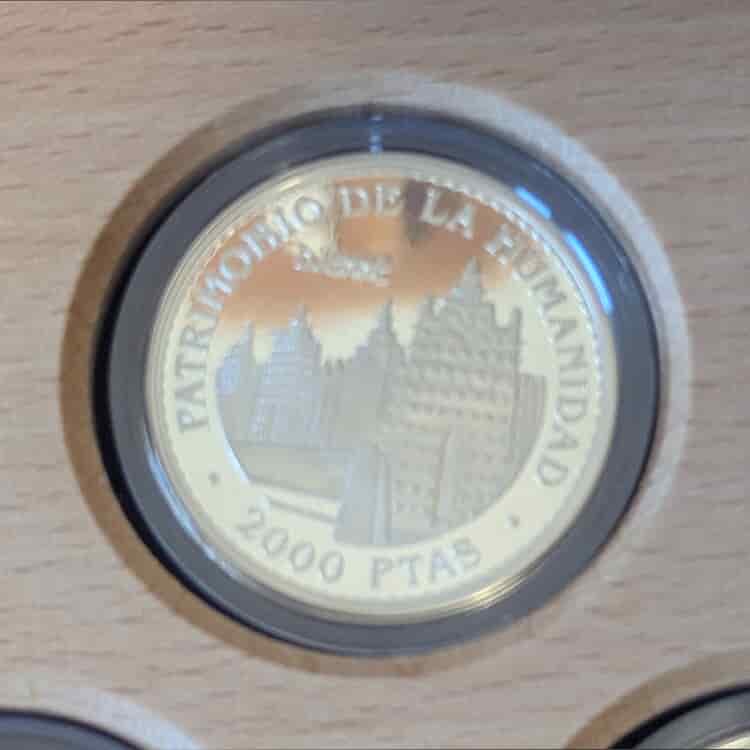 PATRIMONIO DE LA HUMANIDAD
2000 PTAS